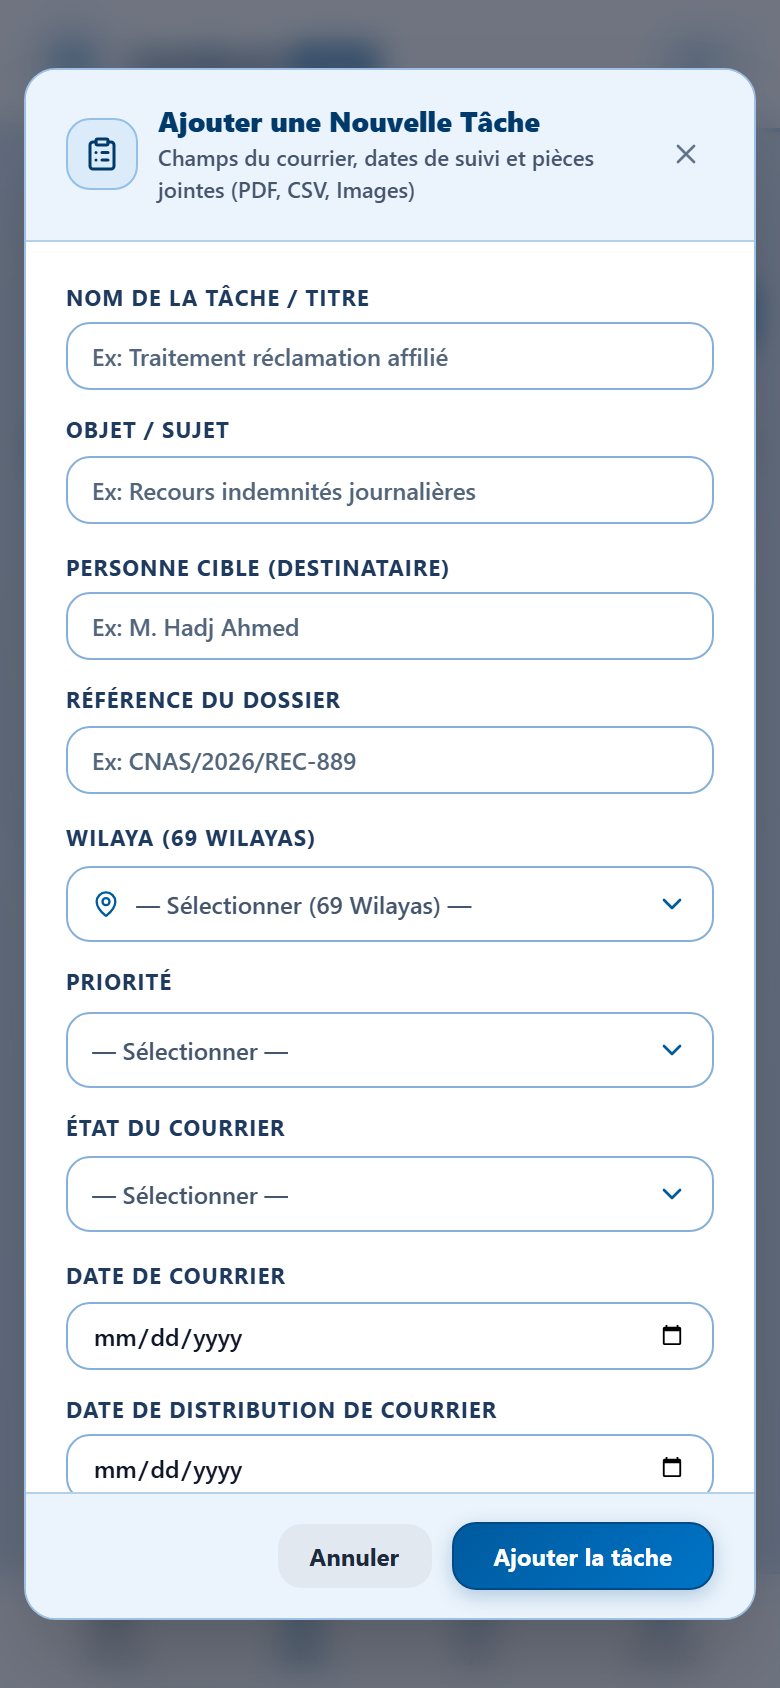 Ajouter une Nouvelle Tâche
Champs du courrier, dates de suivi et pièces
jointes (PDF, CSV, Images)
NOM DE LA TÂCHE / TITRE
Ex: Traitement réclamation affilié
OBJET / SUJET
Ex: Recours indemnités journalières
PERSONNE CIBLE (DESTINATAIRE)
Ex: M. Hadj Ahmed
RÉFÉRENCE DU DOSSIER
Ex: CNAS/2026/REC-889
WILAYA (69 WILAYAS)
— Sélectionner (69 Wilayas) —
PRIORITÉ
— Sélectionner —
ÉTAT DU COURRIER
— Sélectionner —
DATE DE COURRIER
mm/dd/yyyy
DATE DE DISTRIBUTION DE COURRIER
mm/dd/yyyy
Annuler
Ajouter la tâche